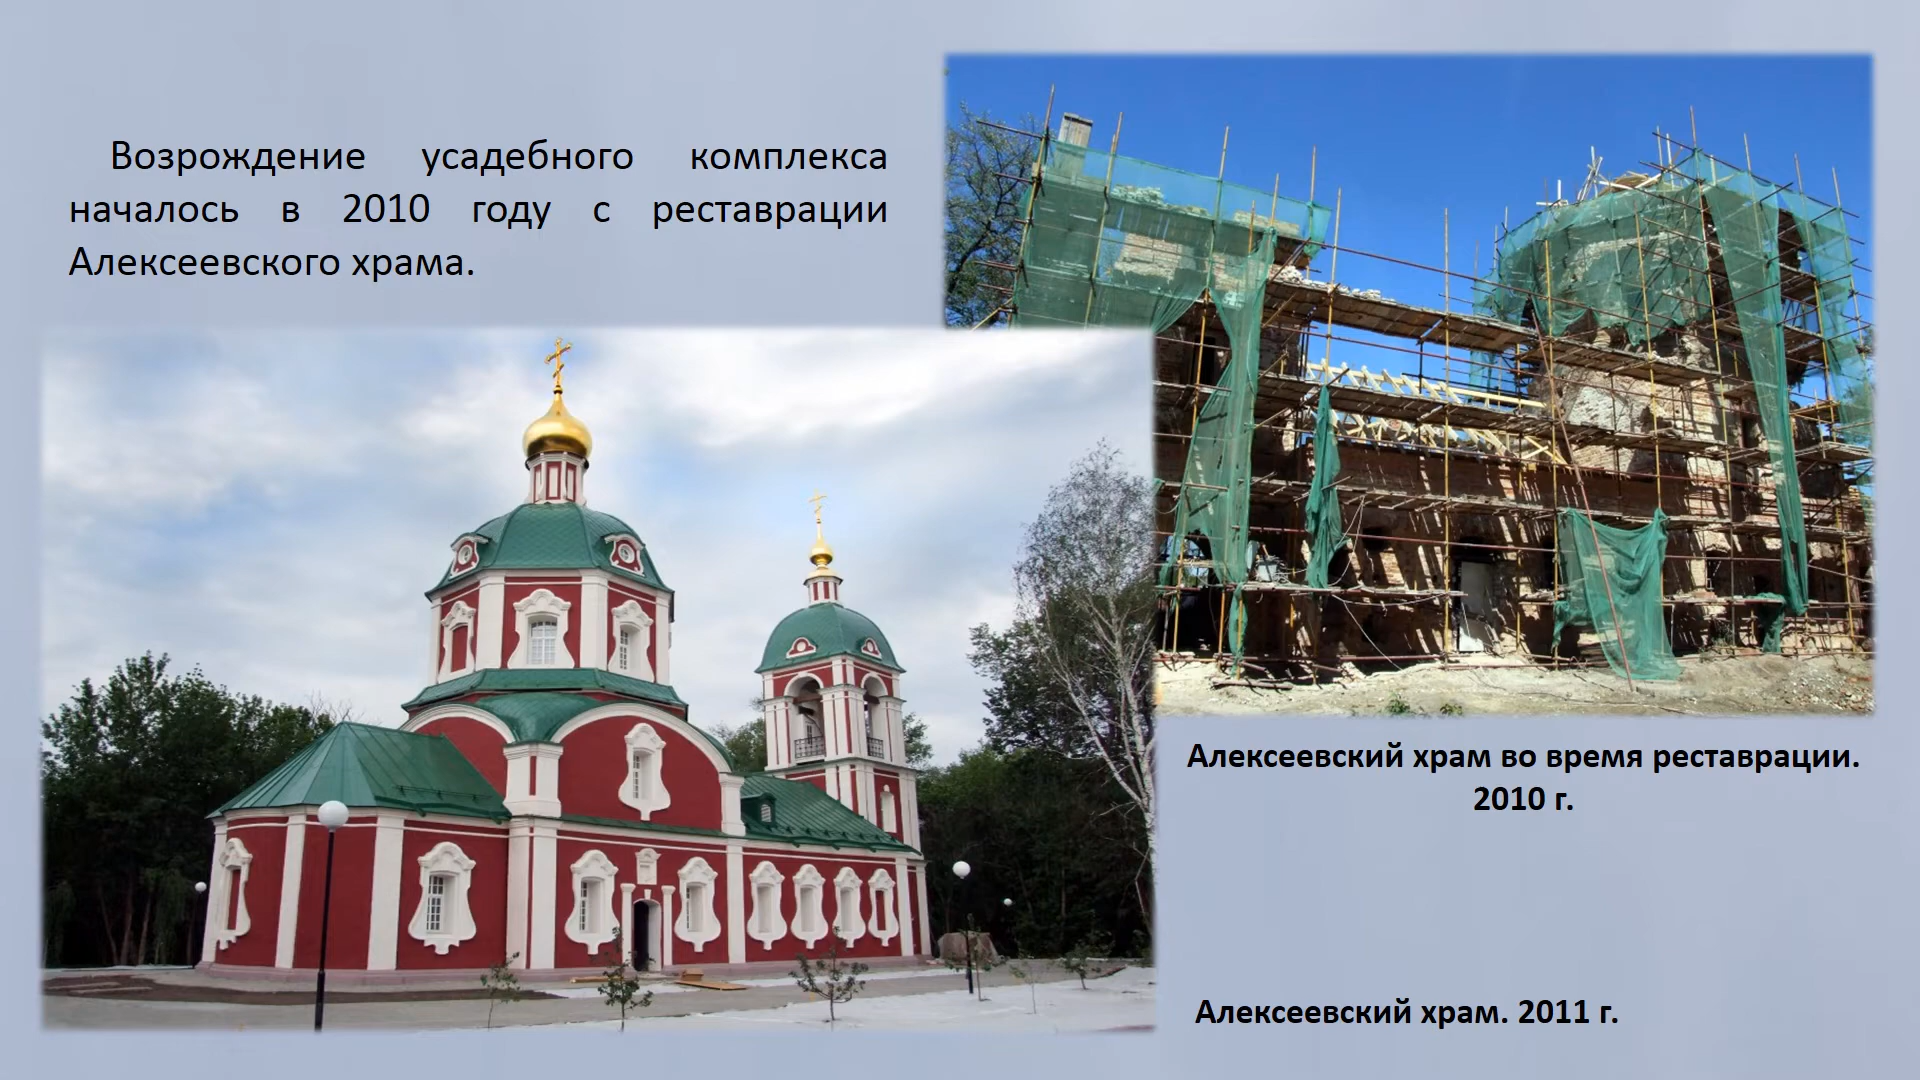 Возрождение усадебного комплекса
началось в 2010 году с реставрации
Алексеевского храма.
Алексеевский храм во время реставрации.
2010 г.
Алексеевский храм. 2011 г.